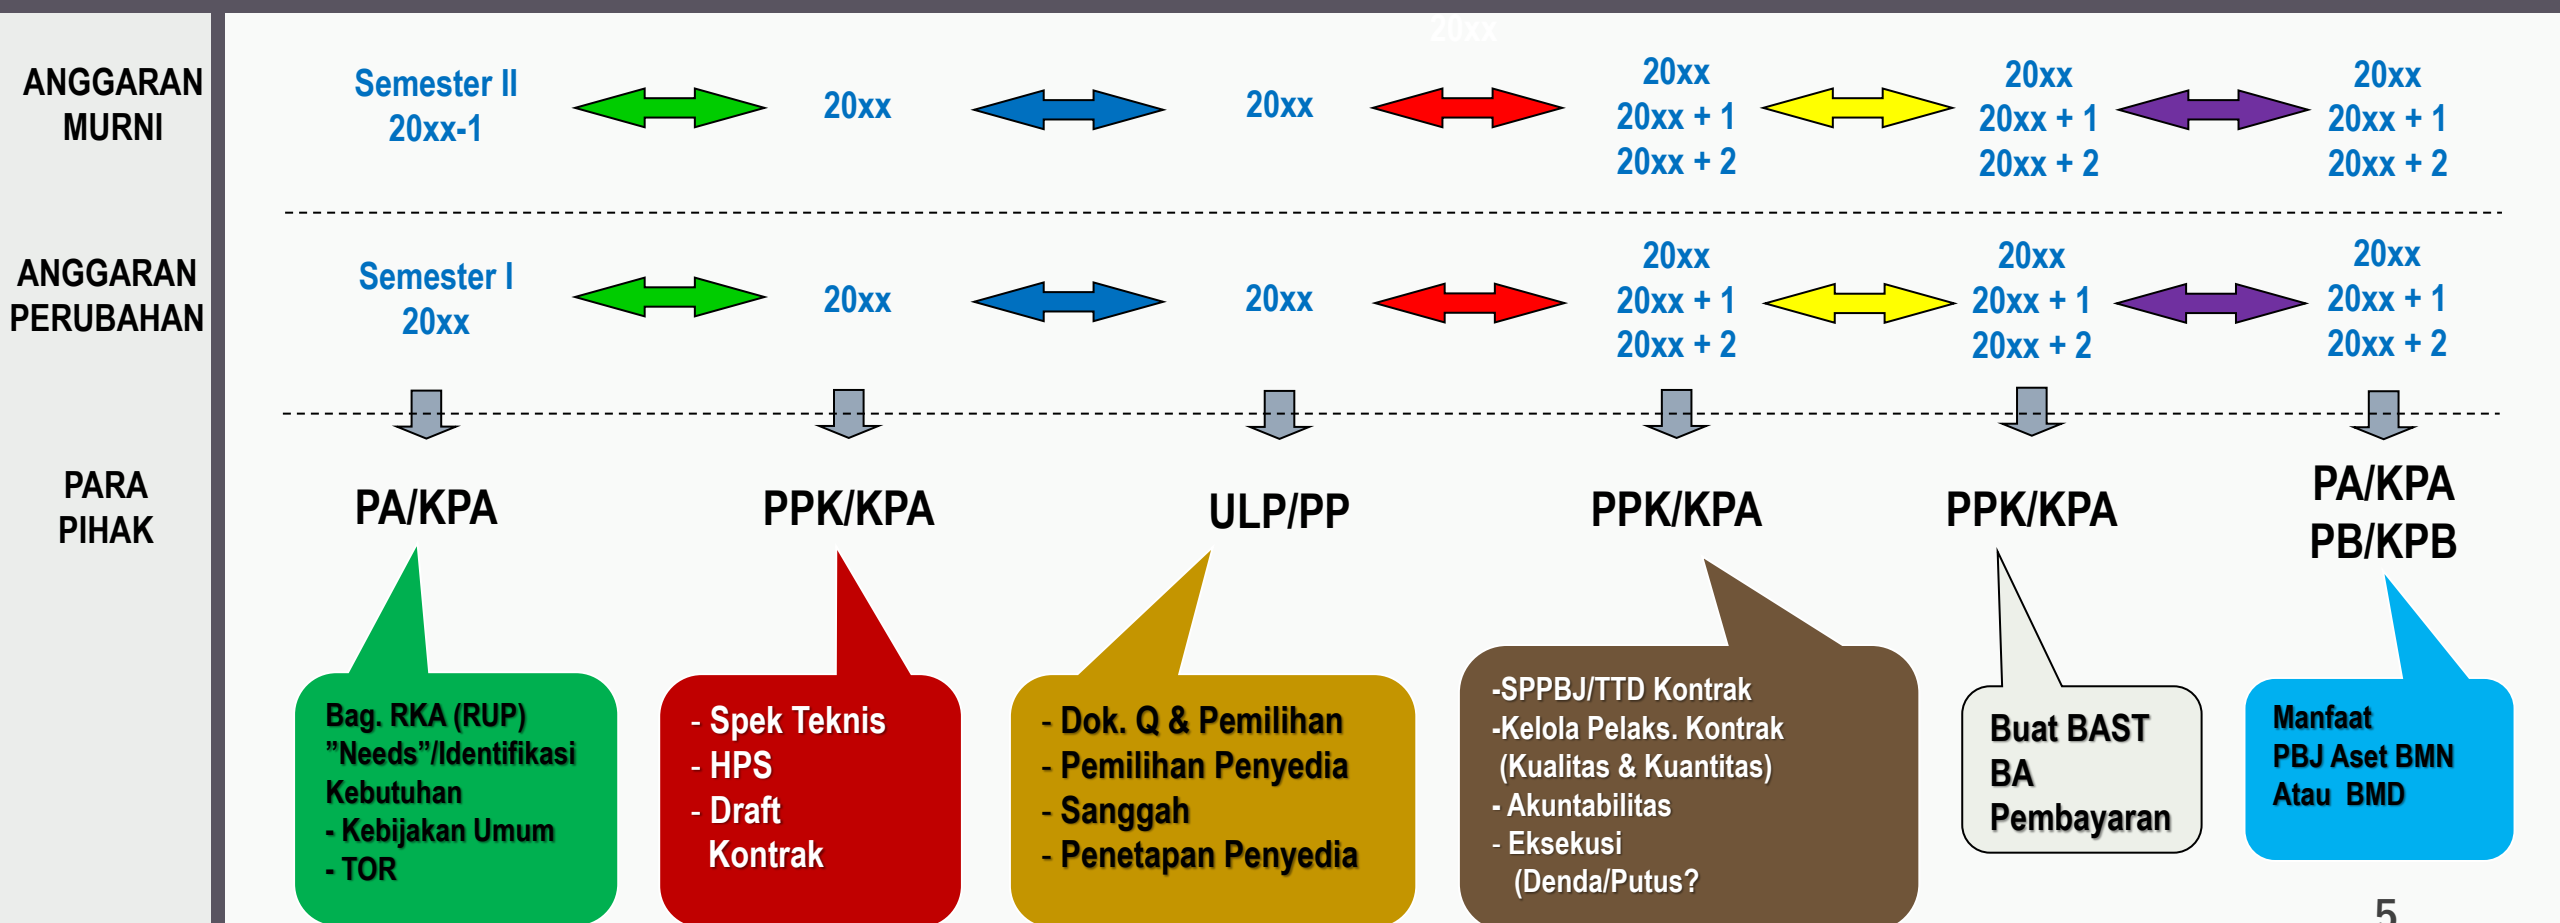 20xx
ANGGARAN
MURNI
Semester II
20xx-1
20xx
20xx
20xx
20xx + 1
20xx + 2
20xx
20xx + 1
20xx + 2
20xx
20xx + 1
20xx + 2
ANGGARAN
PERUBAHAN
Semester I
20xx
20xx
20xx
20xx
20xx + 1
20xx + 2
20xx
20xx + 1
20xx + 2
20xx
20xx + 1
20xx + 2
PARA
PIHAK
PA/KPA
PPK/KPA
ULP/PP
PPK/KPA
PPK/KPA
PA/KPA
PB/KPB
Bag. RKA (RUP)
”Needs”/Identifikasi
Kebutuhan
- Kebijakan Umum
- TOR
- Spek Teknis
- HPS
- Draft
Kontrak
- Dok. Q & Pemilihan
- Pemilihan Penyedia
- Sanggah
- Penetapan Penyedia
-SPPBJ/TTD Kontrak
-Kelola Pelaks. Kontrak
(Kualitas & Kuantitas)
- Akuntabilitas
- Eksekusi
(Denda/Putus?
Buat BAST
BA
Pembayaran
Manfaat
PBJ Aset BMN
Atau BMD
5